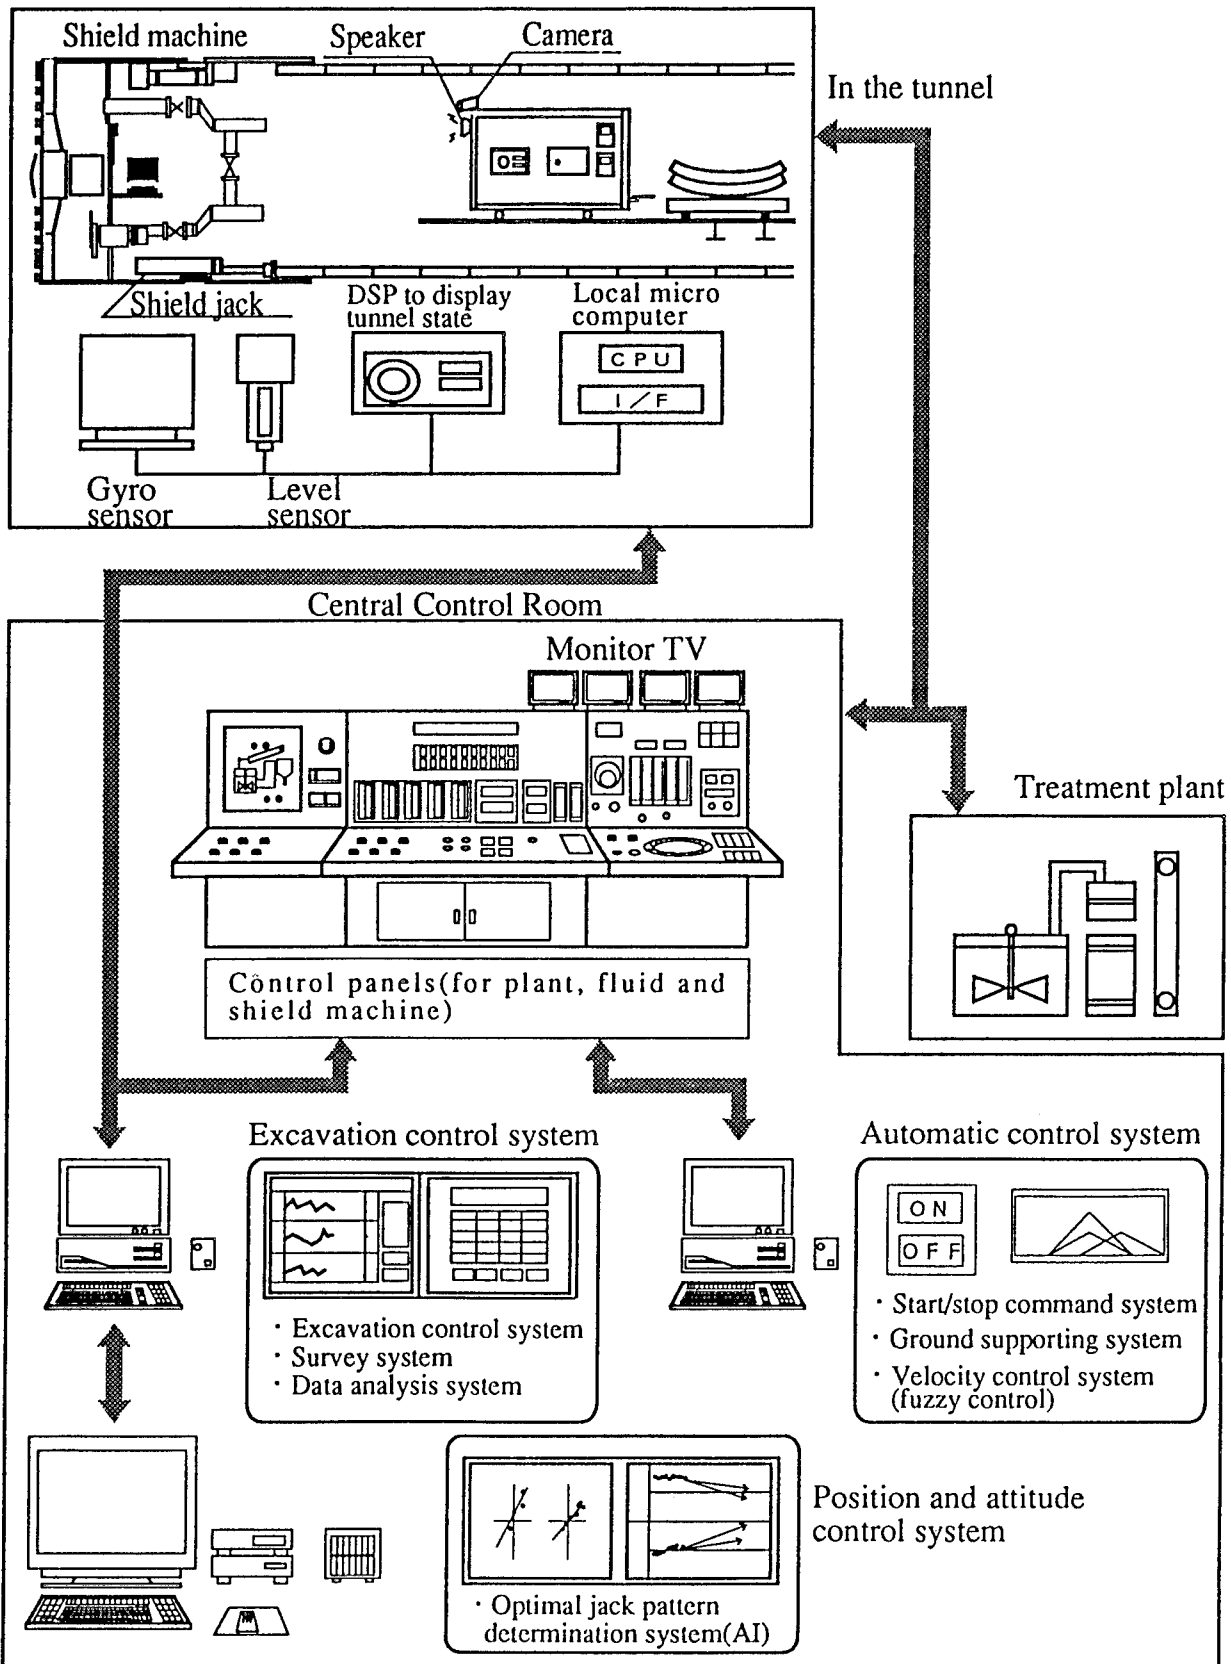 Shield machine
Speaker
Camera
In the tunnel
Shield jack
DSP to display
tunnel state
Local micro
computer
CPU
I/F
Gyro
sensor
Level
sensor
Central Control Room
Monitor TV
Treatment plant
Control panels(for plant, fluid and
shield machine)
Excavation control system
· Excavation control system
· Survey system
· Data analysis system
Automatic control system
ON
OFF
· Start/stop command system
· Ground supporting system
· Velocity control system
(fuzzy control)
Position and attitude
control system
· Optimal jack pattern
determination system(AI)